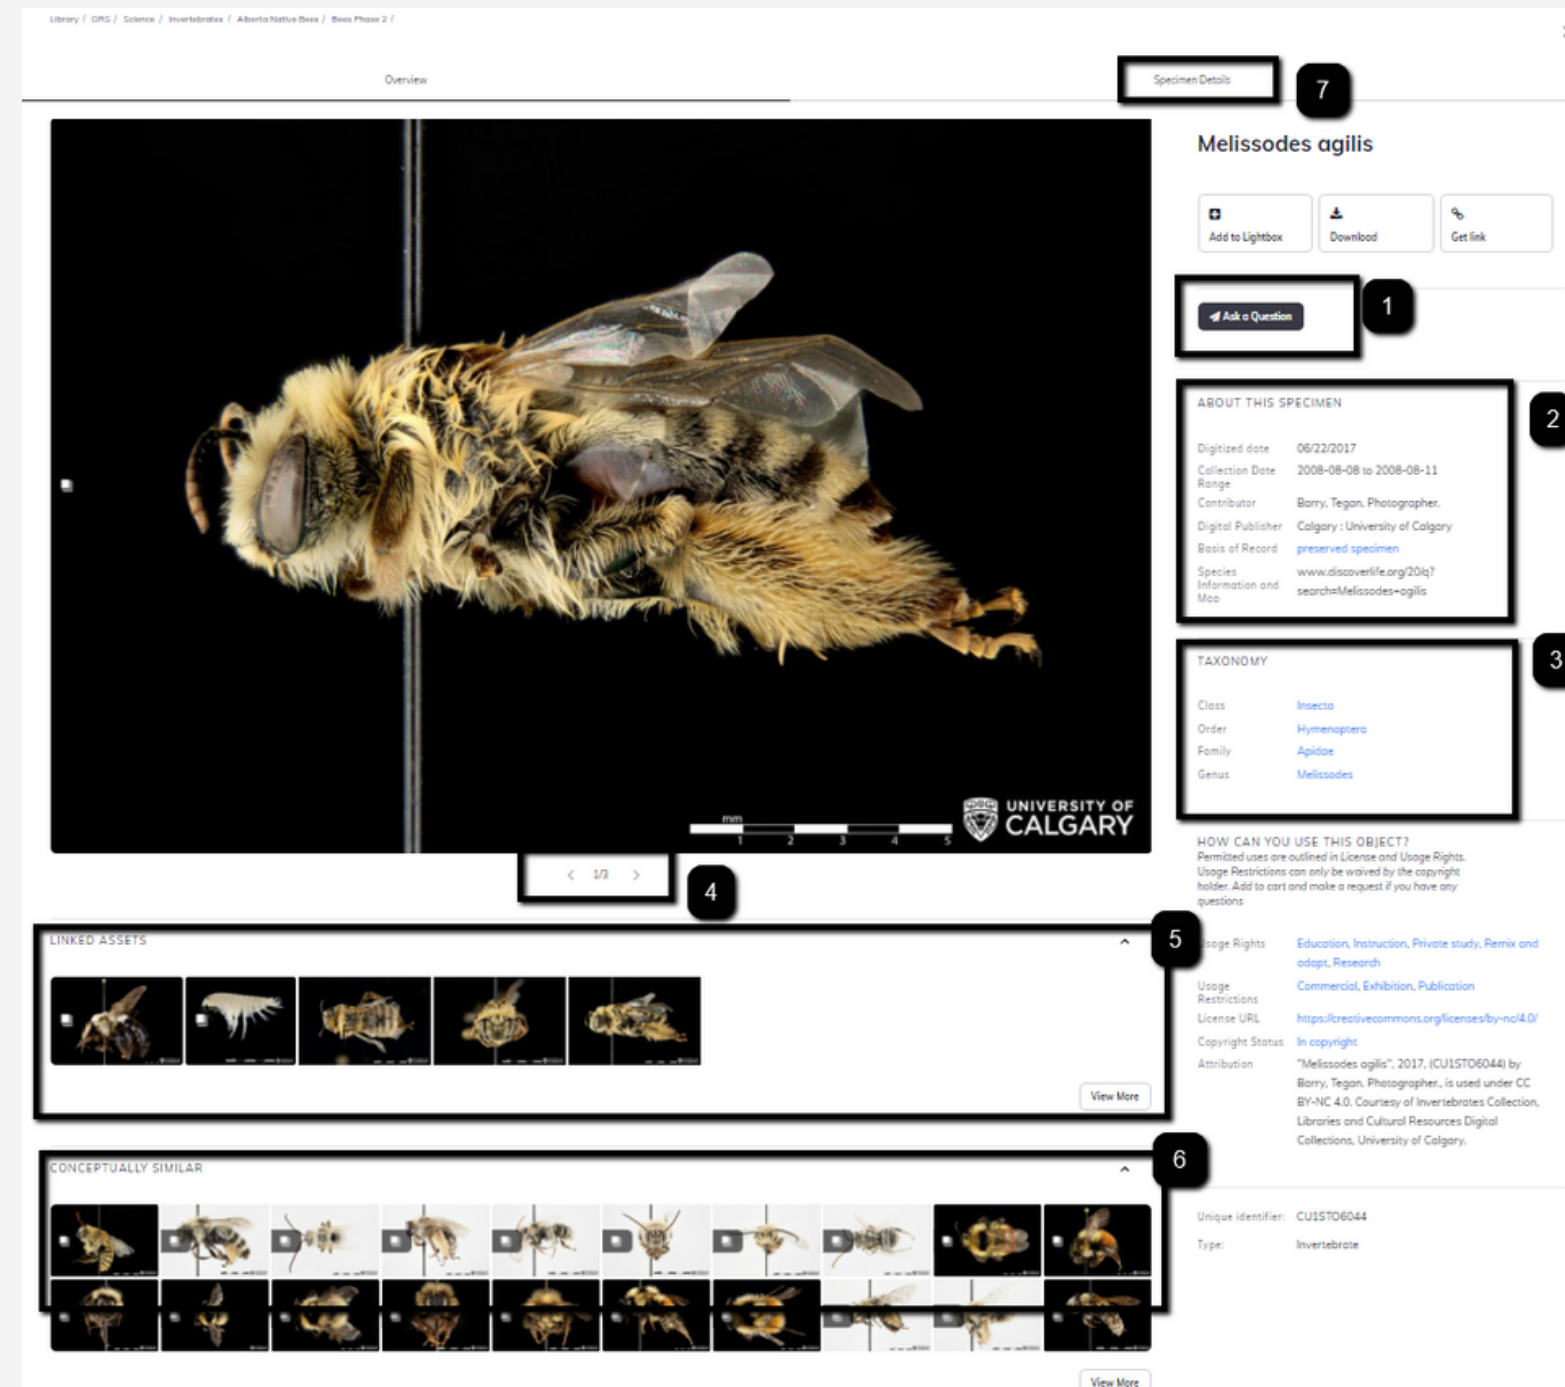 Library / DRS / Science / Invertebrates / Alberta Native Bees / Bees Phase 2 /
Overview
Specimen Details
7
Melissodes agilis
Add to Lightbox
Download
Get link
Ask a Question
1
ABOUT THIS SPECIMEN
2
Digitized date 06/22/2017
Collection Date 2008-08-08 to 2008-08-11
Range
Contributor Barry, Tegan. Photographer.
Digital Publisher Calgary : University of Calgary
Basis of Record preserved specimen
Species www.discoverlife.org/20/q?
Information and search=Melissodes+agilis
Map
TAXONOMY
3
Class Insecta
Order Hymenoptera
Family Apidae
Genus Melissodes
mm
1 2 3 4 5
UNIVERSITY OF
CALGARY
1/3
4
HOW CAN YOU USE THIS OBJECT?
Permitted uses are outlined in License and Usage Rights.
Usage Restrictions can only be waived by the copyright
holder. Add to cart and make a request if you have any
questions
LINKED ASSETS
5
View More
Usage Rights Education, Instruction, Private study, Remix and
adapt, Research
Usage Commercial, Exhibition, Publication
Restrictions
License URL https://creativecommons.org/licenses/by-nc/4.0/
Copyright Status In copyright
Attribution "Melissodes agilis", 2017, (CU1STO6044) by
Barry, Tegan. Photographer., is used under CC
BY-NC 4.0. Courtesy of Invertebrates Collection,
Libraries and Cultural Resources Digital
Collections, University of Calgary.
CONCEPTUALLY SIMILAR
6
Unique identifier: CU1STO6044
Type: Invertebrate
View More